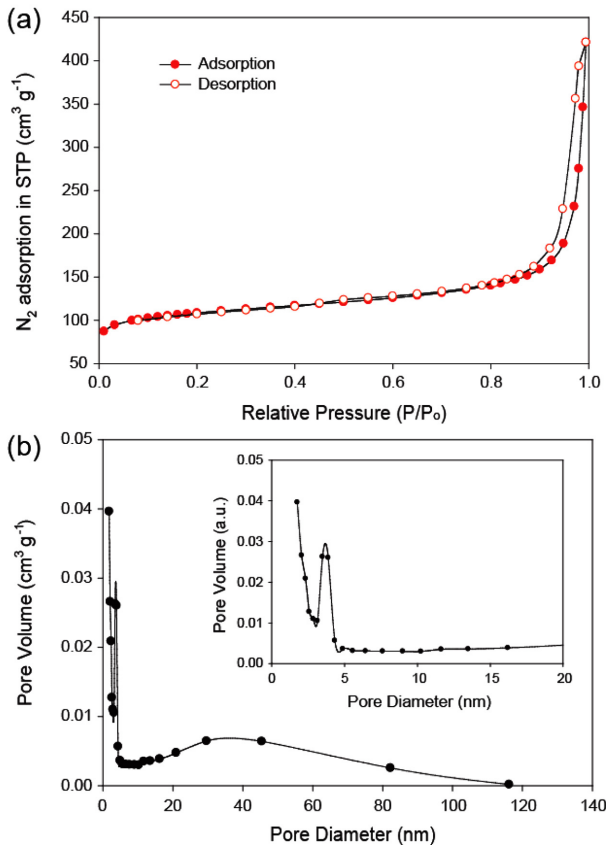 (a)
450
400
350
300
250
200
150
100
50
N₂ adsorption in STP (cm³ g⁻¹)
Adsorption
Desorption
0.0 0.2 0.4 0.6 0.8 1.0
Relative Pressure (P/Po)
(b)
0.05
0.04
0.03
0.02
0.01
0.00
Pore Volume (cm³ g⁻¹)
0.05
0.04
0.03
0.02
0.01
0.00
Pore Volume (a.u.)
0 5 10 15 20
Pore Diameter (nm)
0 20 40 60 80 100 120 140
Pore Diameter (nm)